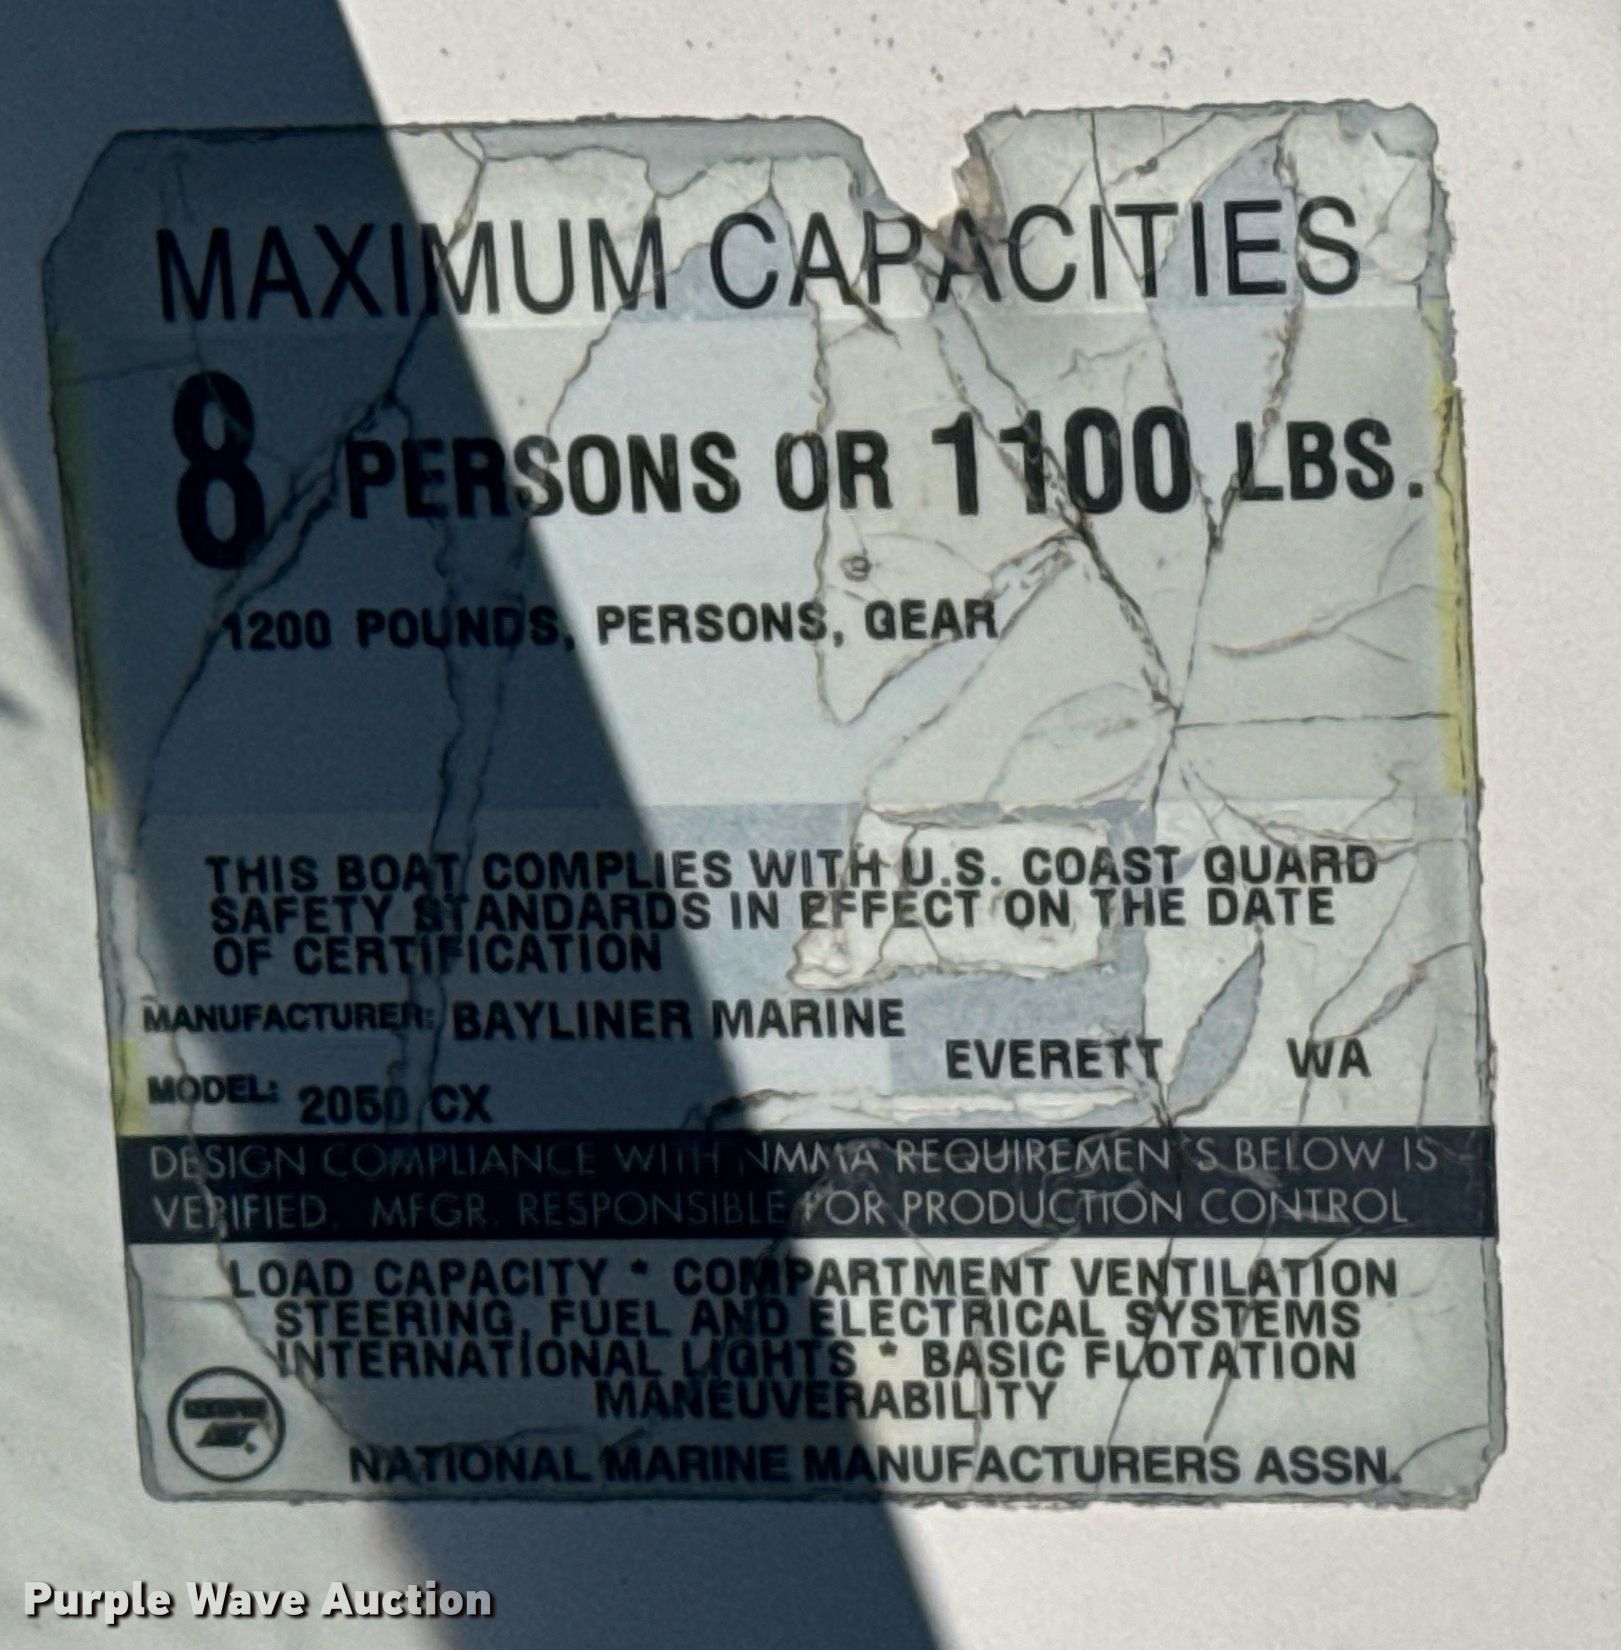 MAXIMUM CAPACITIES
8 PERSONS OR 1100 LBS.
1200 POUNDS, PERSONS, GEAR
THIS BOAT COMPLIES WITH U.S. COAST GUARD
SAFETY STANDARDS IN EFFECT ON THE DATE
OF CERTIFICATION
MANUFACTURER: BAYLINER MARINE
EVERETT WA
MODEL: 2050 CX
DESIGN COMPLIANCE WITH NMMA REQUIREMEN S BELOW IS
VERIFIED. MFGR. RESPONSIBLE FOR PRODUCTION CONTROL
LOAD CAPACITY * COMPARTMENT VENTILATION
STEERING, FUEL AND ELECTRICAL SYSTEMS
INTERNATIONAL LIGHTS * BASIC FLOTATION
MANEUVERABILITY
NATIONAL MARINE MANUFACTURERS ASSN.
Purple Wave Auction